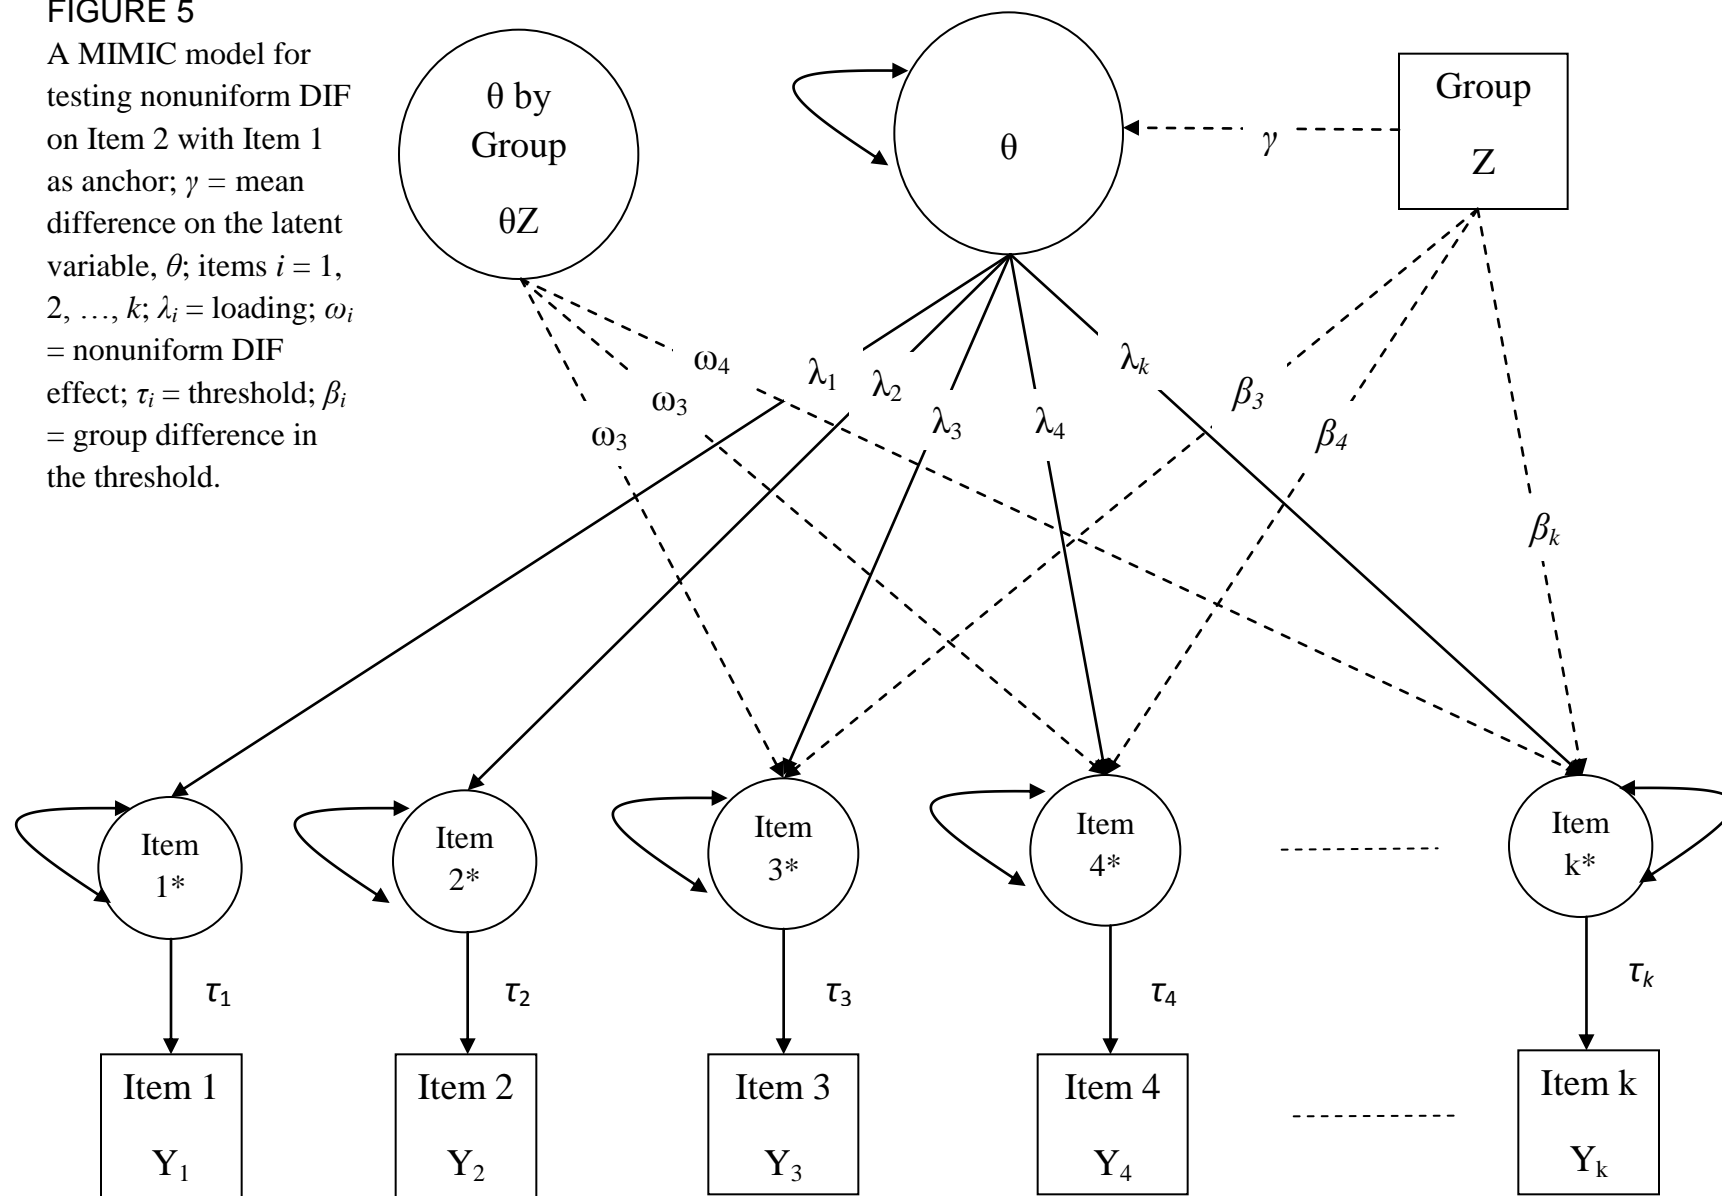 FIGURE 5
A MIMIC model for
testing nonuniform DIF
on Item 2 with Item 1
as anchor; γ = mean
difference on the latent
variable, θ; items i = 1,
2, …, k; λi = loading; ωi
= nonuniform DIF
effect; τi = threshold; βi
= group difference in
the threshold.
θ by
Group
θZ
θ
γ
Group
Z
ω4
ω3
ω3
λ1
λ2
λ3
λ4
λk
β3
β4
βk
Item
1*
Item
2*
Item
3*
Item
4*
Item
k*
τ1
τ2
τ3
τ4
τk
Item 1
Y1
Item 2
Y2
Item 3
Y3
Item 4
Y4
Item k
Yk